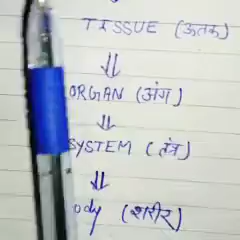 TISSUE (ऊतक)
⇓
ORGAN (अंग)
⇓
SYSTEM (तंत्र)
⇓
ody (शरीर)